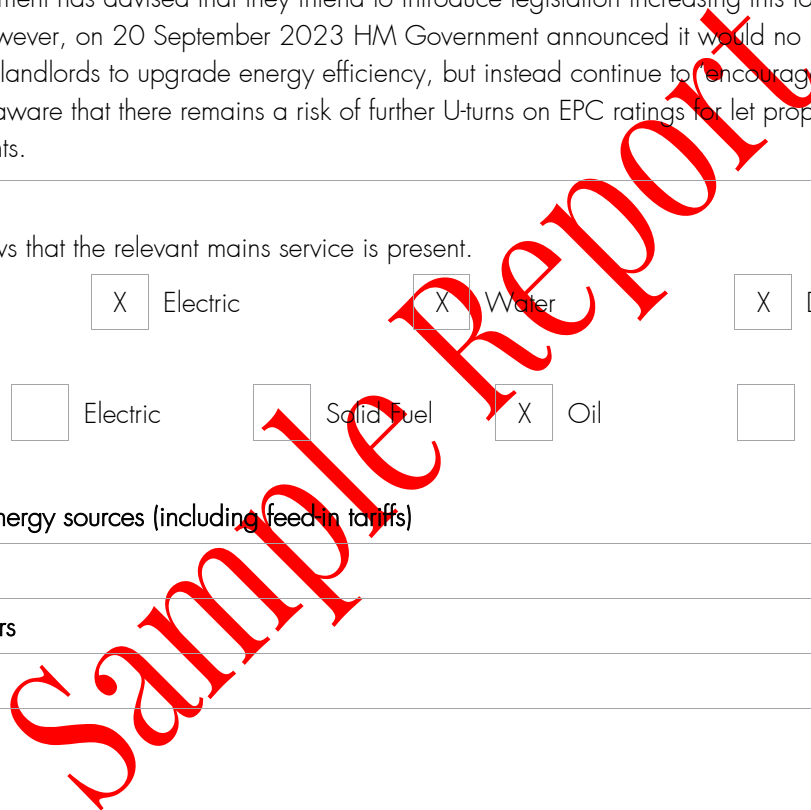 ment has advised that they intend to introduce legislation increasing this to
wever, on 20 September 2023 HM Government announced it would no
landlords to upgrade energy efficiency, but instead continue to 'encourag
aware that there remains a risk of further U-turns on EPC ratings for let prop
nts.
ws that the relevant mains service is present.
X Electric X Water X D
Electric Solid Fuel X Oil
nergy sources (including feed-in tariffs)
rs
Sample Report